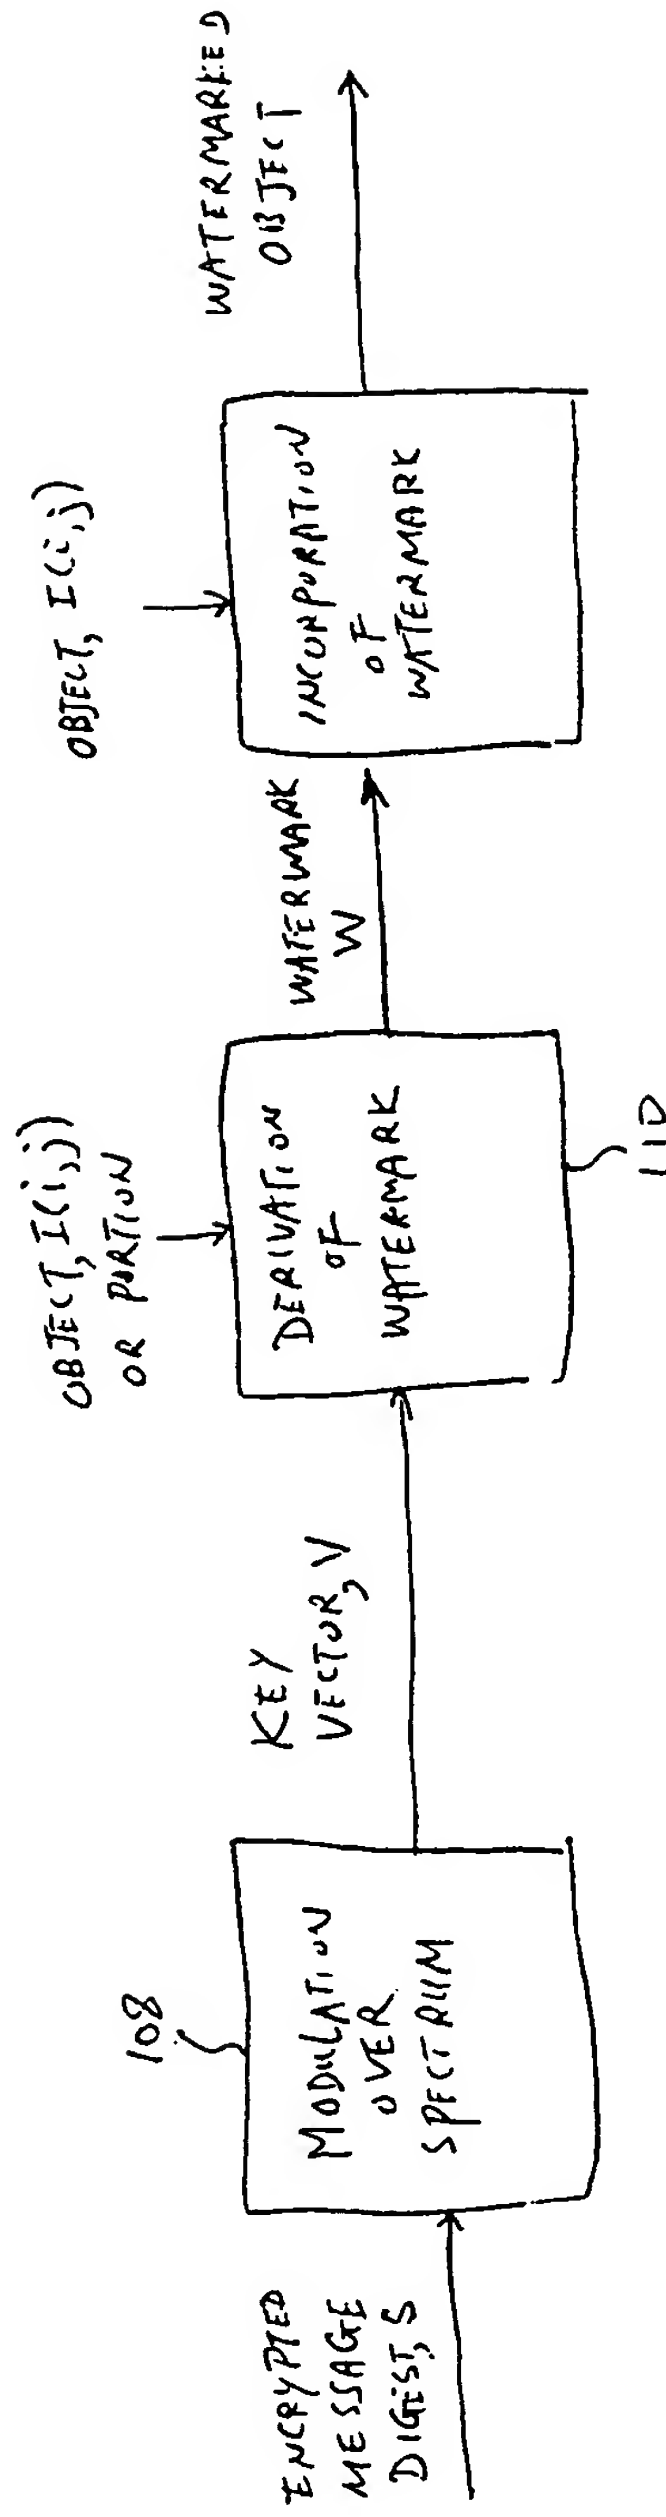 ENCRYPTED
MESSAGE
DIGEST, S
108
MODULATION
OVER
SPECTRUM
KEY
VECTOR, V
OBJECT, I(i,j)
OR PORTION
DERIVATION
OF
WATERMARK
110
WATERMARK
W
OBJECT, I(i,j)
INCORPORATION
OF
WATERMARK
WATERMARKED
OBJECT